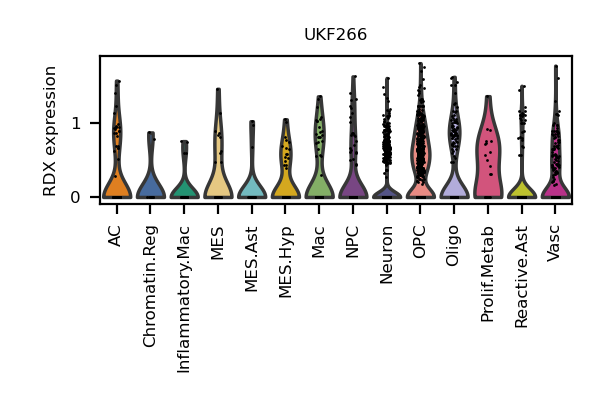 UKF266
RDX expression
1
0
AC
Chromatin.Reg
Inflammatory.Mac
MES
MES.Ast
MES.Hyp
Mac
NPC
Neuron
OPC
Oligo
Prolif.Metab
Reactive.Ast
Vasc